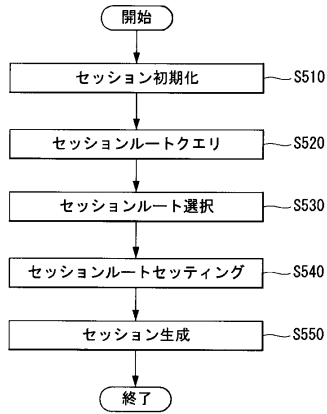 開始
セッション初期化 S510
セッションルートクエリ S520
セッションルート選択 S530
セッションルートセッティング S540
セッション生成 S550
終了